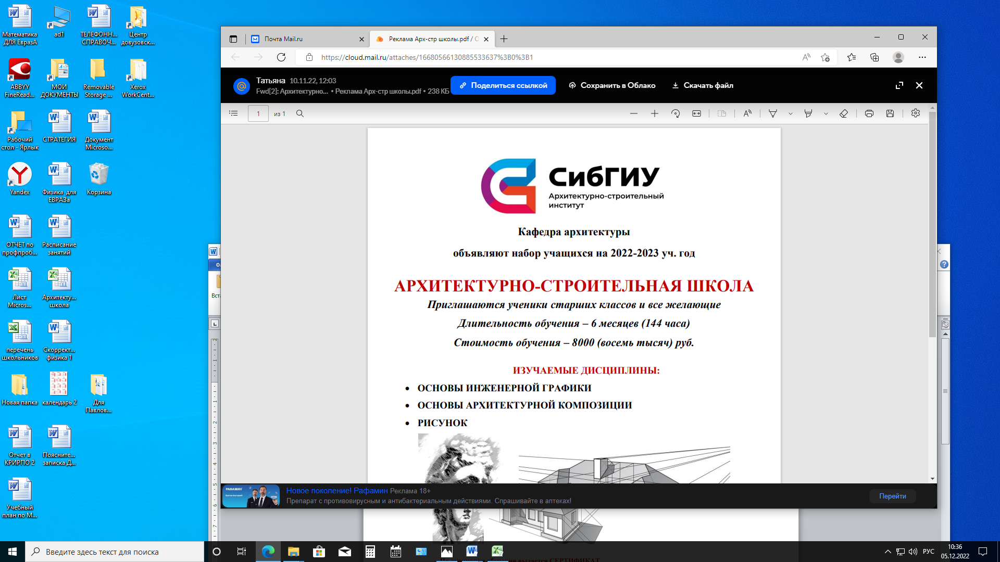 Математика
ДЛЯ ЕвразА
ad1
ТЕЛЕФОНН...
СПРАВОЧ...
Центр
довузовск...
ABBYY
FineRead...
МОИ
ДОКУМЕНТЫ
Removable
Storage ...
Xerox
WorkCent...
Рабочий
стол - Ярлык
СТРАТЕГИЯ
Документ
Microso...
Yandex
Физика для
ЕВРАЗа
Корзина
ОТЧЕТ по
профпроб...
Расписание
занятий
Лист
Micros...
Архитекту...
школа
перечень
школьников
Скоррект...
физика 1
Новая папка
календарь 2
Для
Павлов...
Отчет в
КРИРПО 2
Поясните...
записка Д...
Учебный
план по М...
Почта Mail.ru
Реклама Арх-стр школы.pdf / О
https://cloud.mail.ru/attaches/16680566130885533637%3B0%3B1
Татьяна 10.11.22, 12:03
Fwd[2]: Архитектурно... • Реклама Арх-стр школы.pdf • 238 КБ
Поделиться ссылкой
Сохранить в Облако
Скачать файл
1 из 1
СибГИУ
Архитектурно-строительный
институт
Кафедра архитектуры
объявляют набор учащихся на 2022-2023 уч. год
АРХИТЕКТУРНО-СТРОИТЕЛЬНАЯ ШКОЛА
Приглашаются ученики старших классов и все желающие
Длительность обучения – 6 месяцев (144 часа)
Стоимость обучения – 8000 (восемь тысяч) руб.
ИЗУЧАЕМЫЕ ДИСЦИПЛИНЫ:
• ОСНОВЫ ИНЖЕНЕРНОЙ ГРАФИКИ
• ОСНОВЫ АРХИТЕКТУРНОЙ КОМПОЗИЦИИ
• РИСУНОК
РАФАМИН
Новое поколение! Рафамин Реклама 18+
Препарат с противовирусным и антибактериальным действиями. Спрашивайте в аптеках!
Перейти
Введите здесь текст для поиска
РУС
10:36
05.12.2022